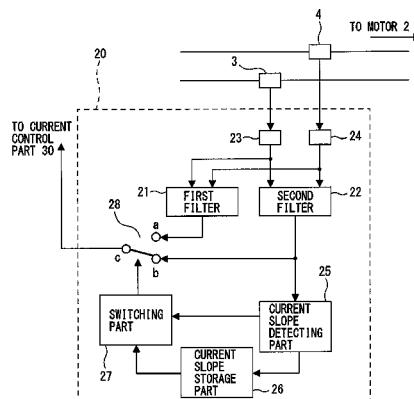 4
TO MOTOR 2
20
3
TO CURRENT
CONTROL
PART 30
23
24
21
FIRST
FILTER
SECOND
FILTER
22
28
a
c
b
25
SWITCHING
PART
CURRENT
SLOPE
DETECTING
PART
27
CURRENT
SLOPE
STORAGE
PART
26